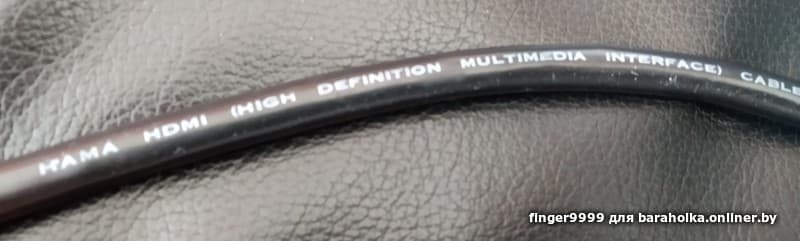 HAMA HDMI (HIGH DEFINITION MULTIMEDIA INTERFACE) CABLE
finger9999 для baraholka.onliner.by